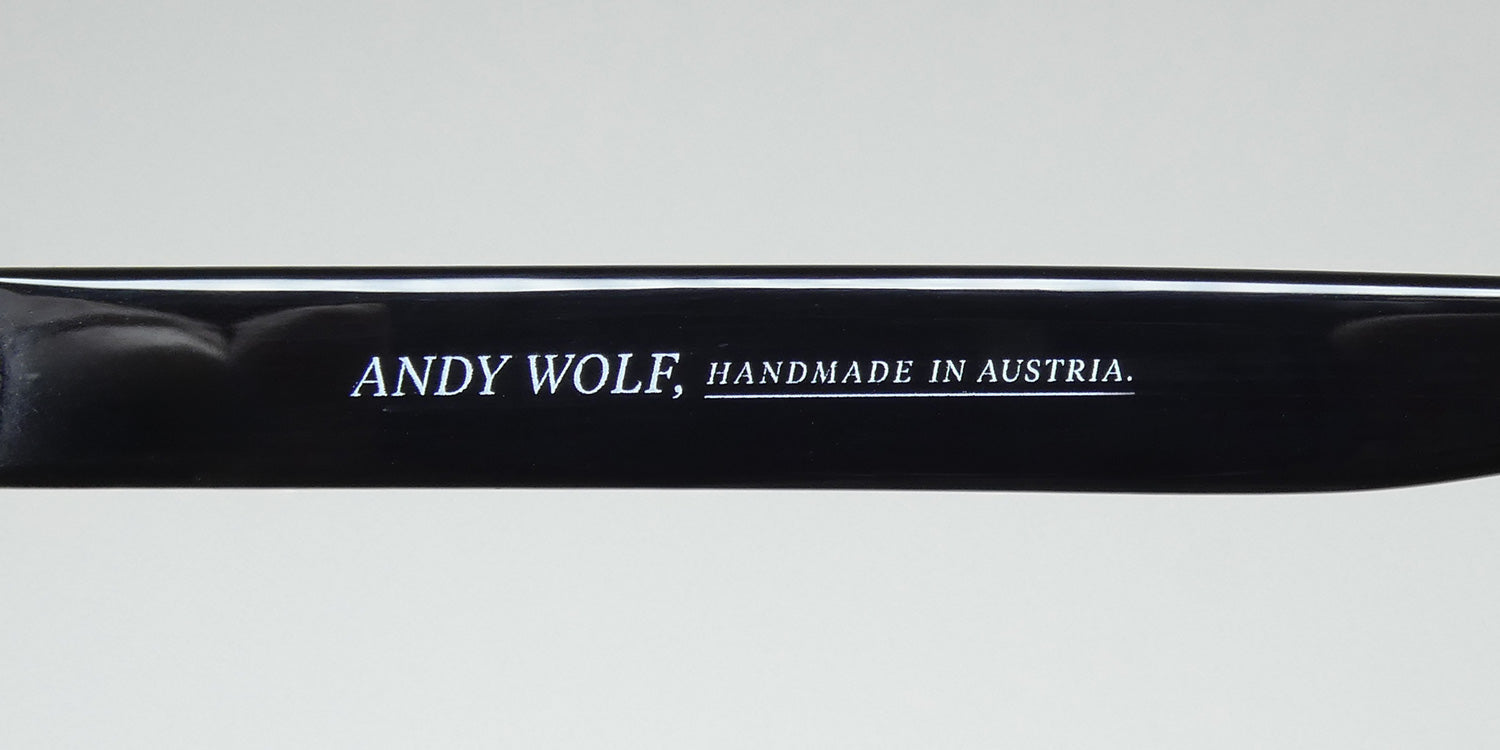 ANDY WOLF, HANDMADE IN AUSTRIA.